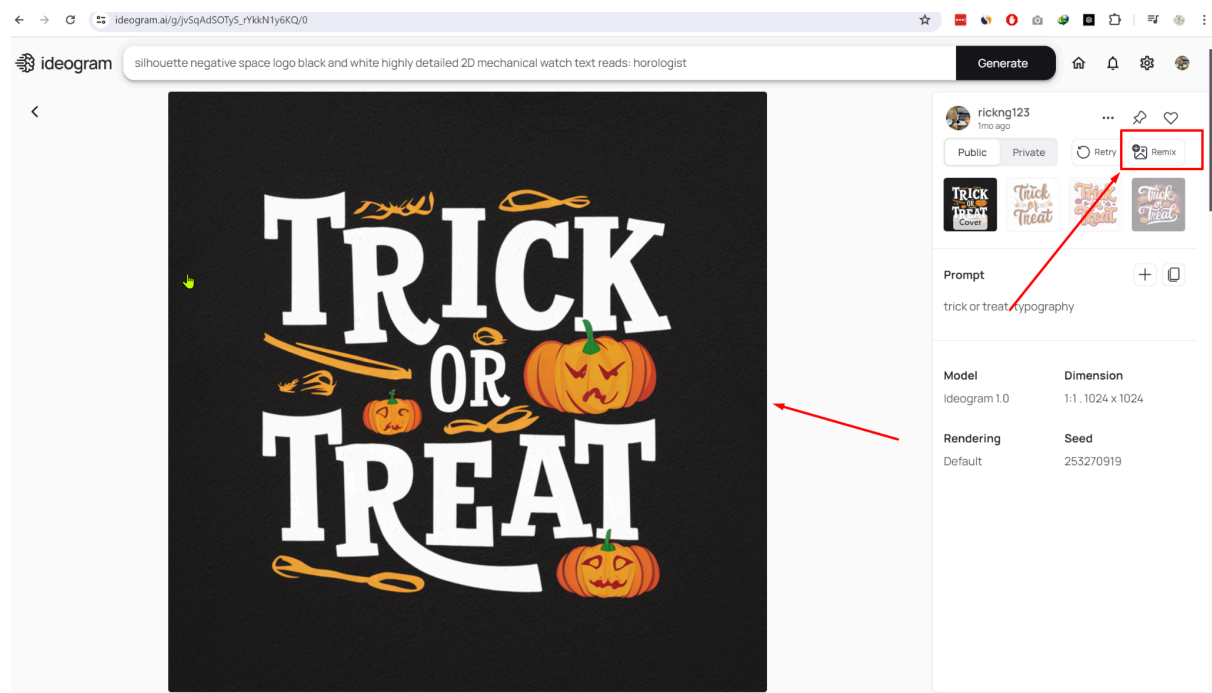 ideogram.ai/g/jvSqAdSOTyS_rYkkN1y6KQ/0
ideogram
silhouette negative space logo black and white highly detailed 2D mechanical watch text reads: horologist
Generate
TRICK
OR
TREAT
rickng123
1mo ago
Public
Private
Retry
Remix
TRICK
OR
TREAT
Cover
Trick
or
Treat
Trick
or
Treat
Trick
or
Treat
Prompt
trick or treat, typography
Model
Dimension
Ideogram 1.0
1:1 . 1024 x 1024
Rendering
Seed
Default
253270919